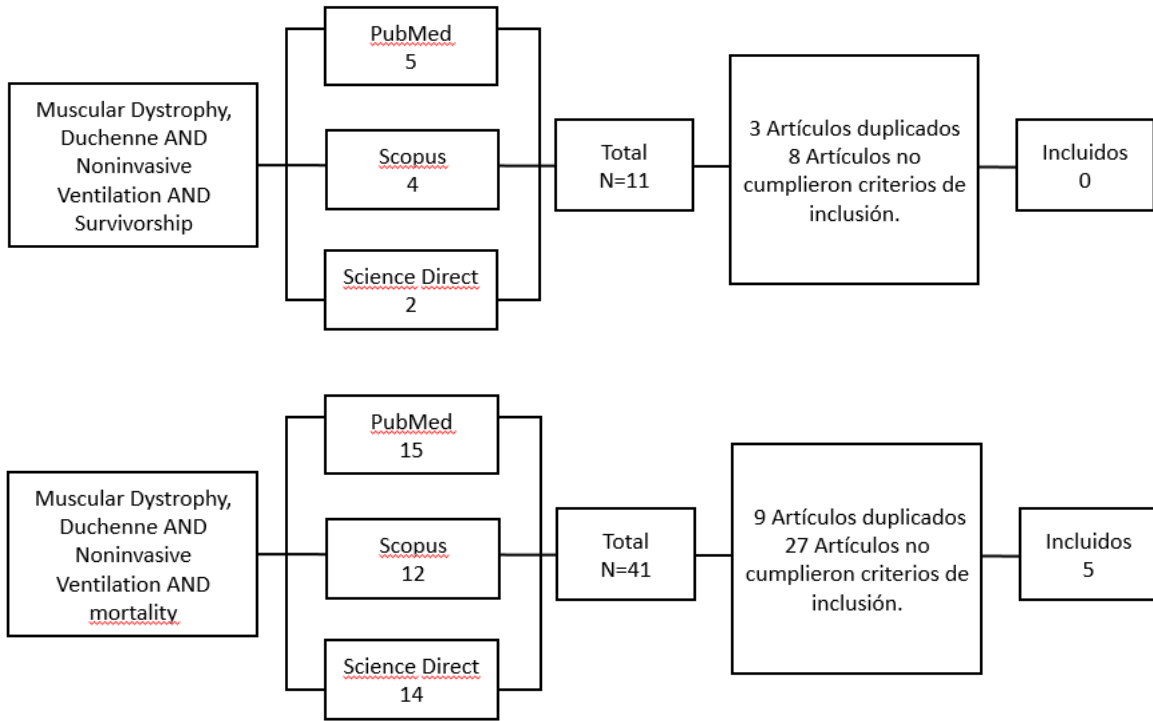 Muscular Dystrophy,
Duchenne AND
Noninvasive
Ventilation AND
Survivorship
PubMed
5
Scopus
4
Science Direct
2
Total
N=11
3 Artículos duplicados
8 Artículos no
cumplieron criterios de
inclusión.
Incluidos
0
Muscular Dystrophy,
Duchenne AND
Noninvasive
Ventilation AND
mortality
PubMed
15
Scopus
12
Science Direct
14
Total
N=41
9 Artículos duplicados
27 Artículos no
cumplieron criterios de
inclusión.
Incluidos
5